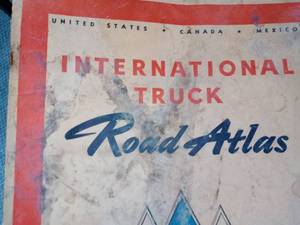 UNITED STATES • CANADA • MEXICO
INTERNATIONAL
TRUCK
Road Atlas